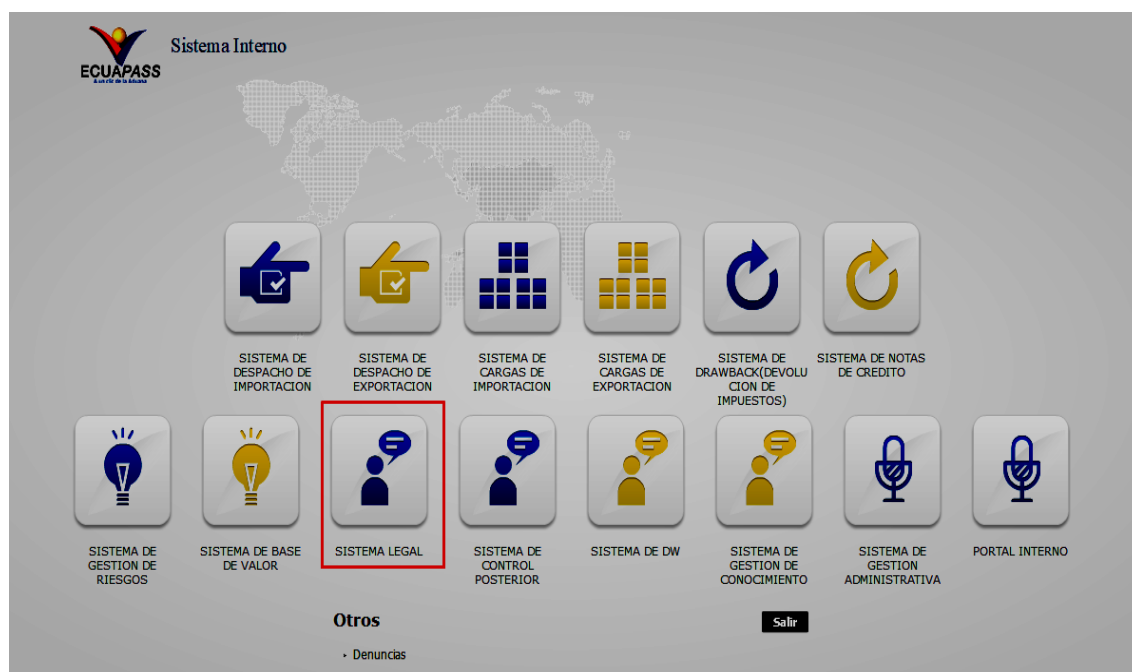 Sistema Interno
ECUAPASS
SISTEMA DE
DESPACHO DE
IMPORTACION
SISTEMA DE
DESPACHO DE
EXPORTACION
SISTEMA DE
CARGAS DE
IMPORTACION
SISTEMA DE
CARGAS DE
EXPORTACION
SISTEMA DE
DRAWBACK(DEVOLU
CION DE
IMPUESTOS)
SISTEMA DE NOTAS
DE CREDITO
SISTEMA DE
GESTION DE
RIESGOS
SISTEMA DE BASE
DE VALOR
SISTEMA LEGAL
SISTEMA DE
CONTROL
POSTERIOR
SISTEMA DE DW
SISTEMA DE
GESTION DE
CONOCIMIENTO
SISTEMA DE
GESTION
ADMINISTRATIVA
PORTAL INTERNO
Otros
Salir
Denuncias